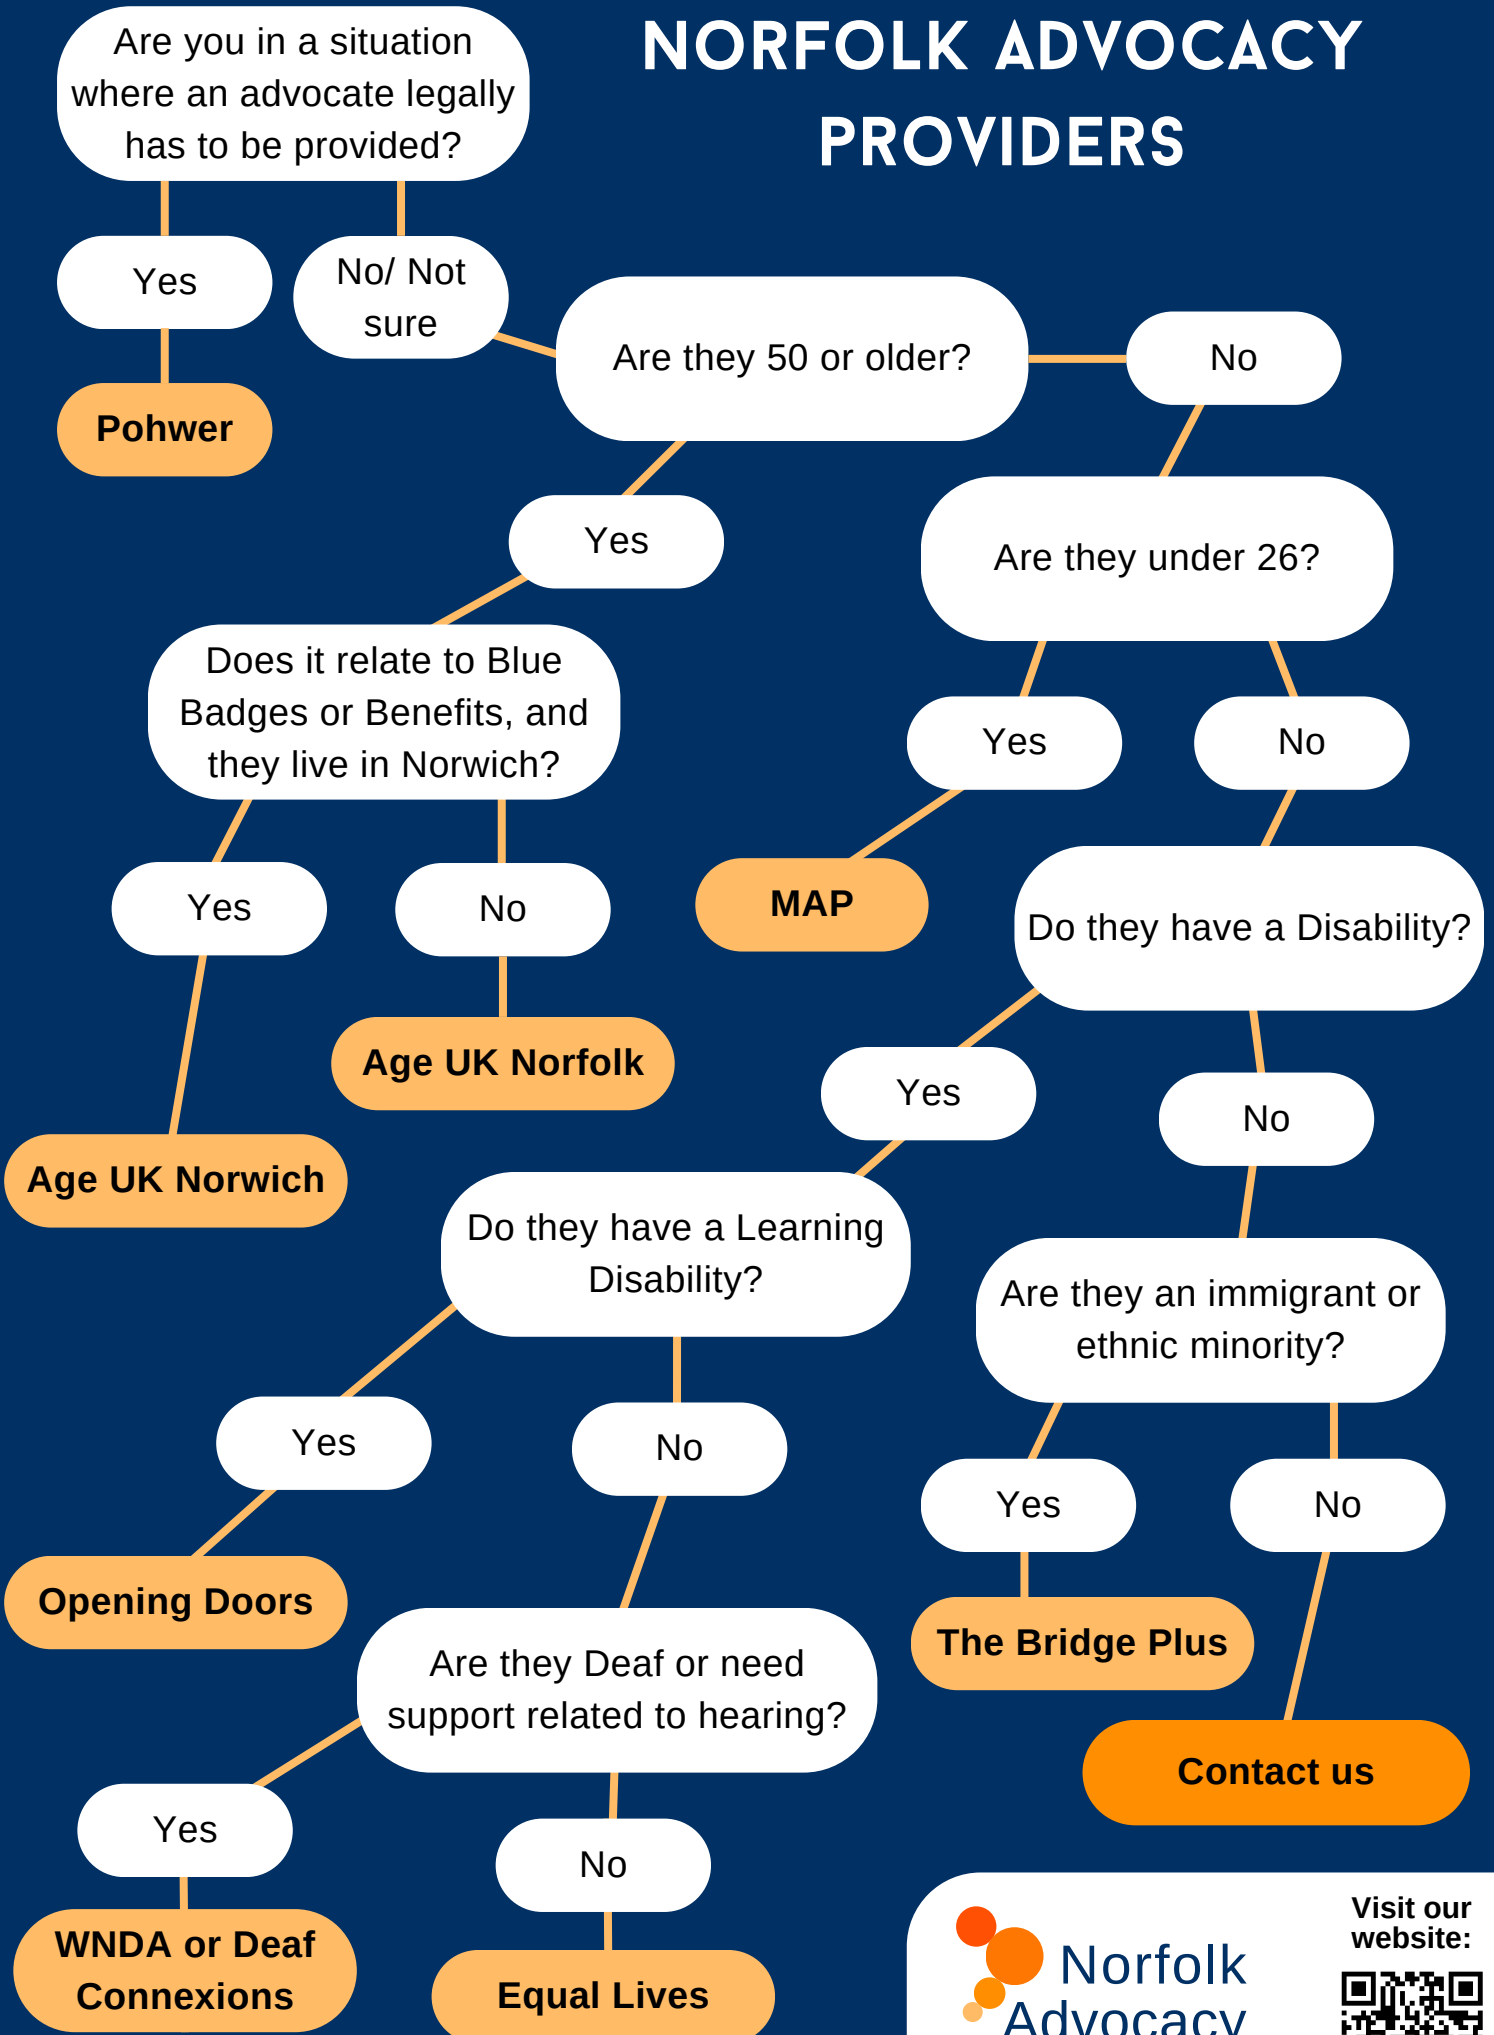 NORFOLK ADVOCACY
PROVIDERS
Are you in a situation
where an advocate legally
has to be provided?
Yes
No/ Not
sure
Pohwer
Are they 50 or older?
No
Yes
Are they under 26?
Does it relate to Blue
Badges or Benefits, and
they live in Norwich?
Yes
No
Yes
No
MAP
Do they have a Disability?
Age UK Norfolk
Age UK Norwich
Yes
No
Do they have a Learning
Disability?
Are they an immigrant or
ethnic minority?
Yes
No
Yes
No
Opening Doors
The Bridge Plus
Are they Deaf or need
support related to hearing?
Contact us
Yes
No
WNDA or Deaf
Connexions
Equal Lives
Norfolk
Advocacy
Visit our
website: